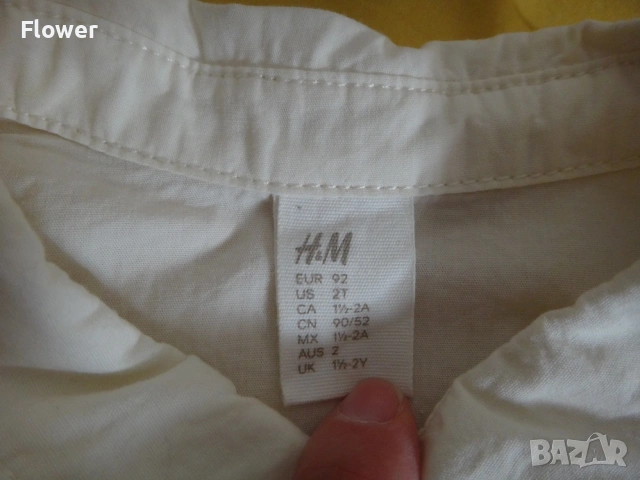 Flower
H&M
EUR 92
US 2T
CA 1½-2A
CN 90/52
MX 1½-2A
AUS 2
UK 1½-2Y
BAZAR